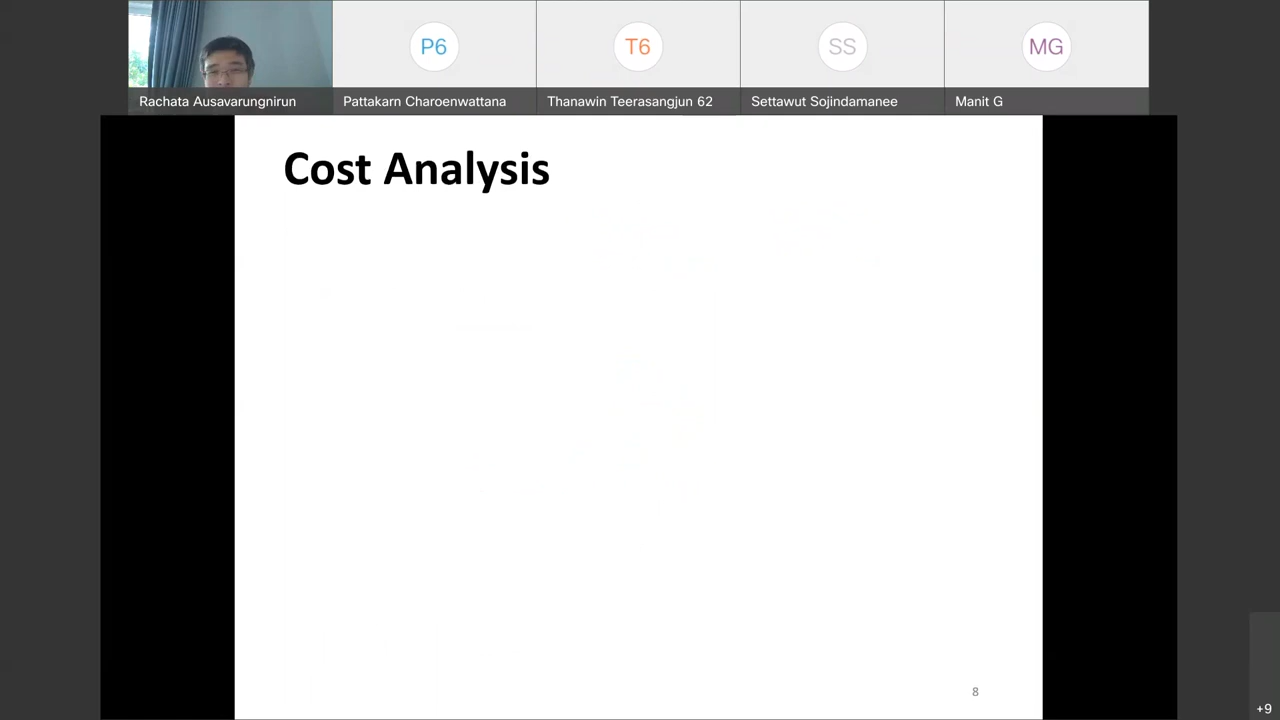 P6
T6
SS
MG
Rachata Ausavarungnirun
Pattakarn Charoenwattana
Thanawin Teerasangjun 62
Settawut Sojindamanee
Manit G
Cost Analysis
8
+9